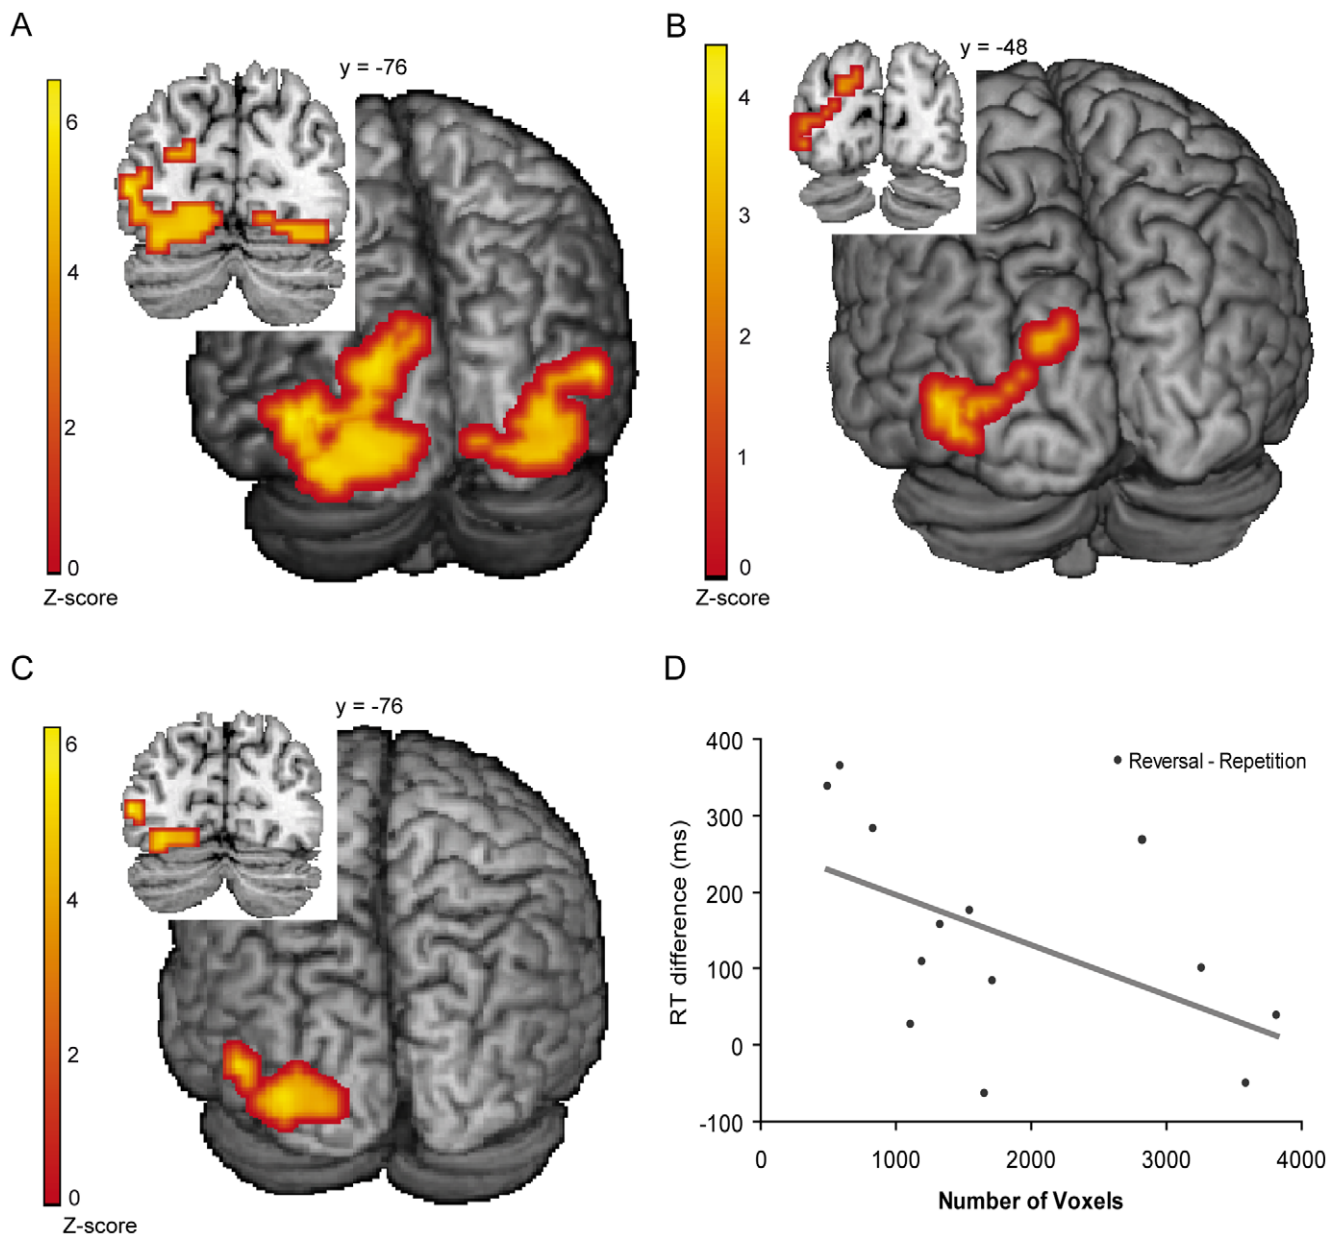 A
y = -76
6
4
2
0
Z-score
B
y = -48
4
3
2
1
0
Z-score
C
y = -76
6
4
2
0
Z-score
D
400
300
200
100
0
-100
RT difference (ms)
Reversal - Repetition
0 1000 2000 3000 4000
Number of Voxels